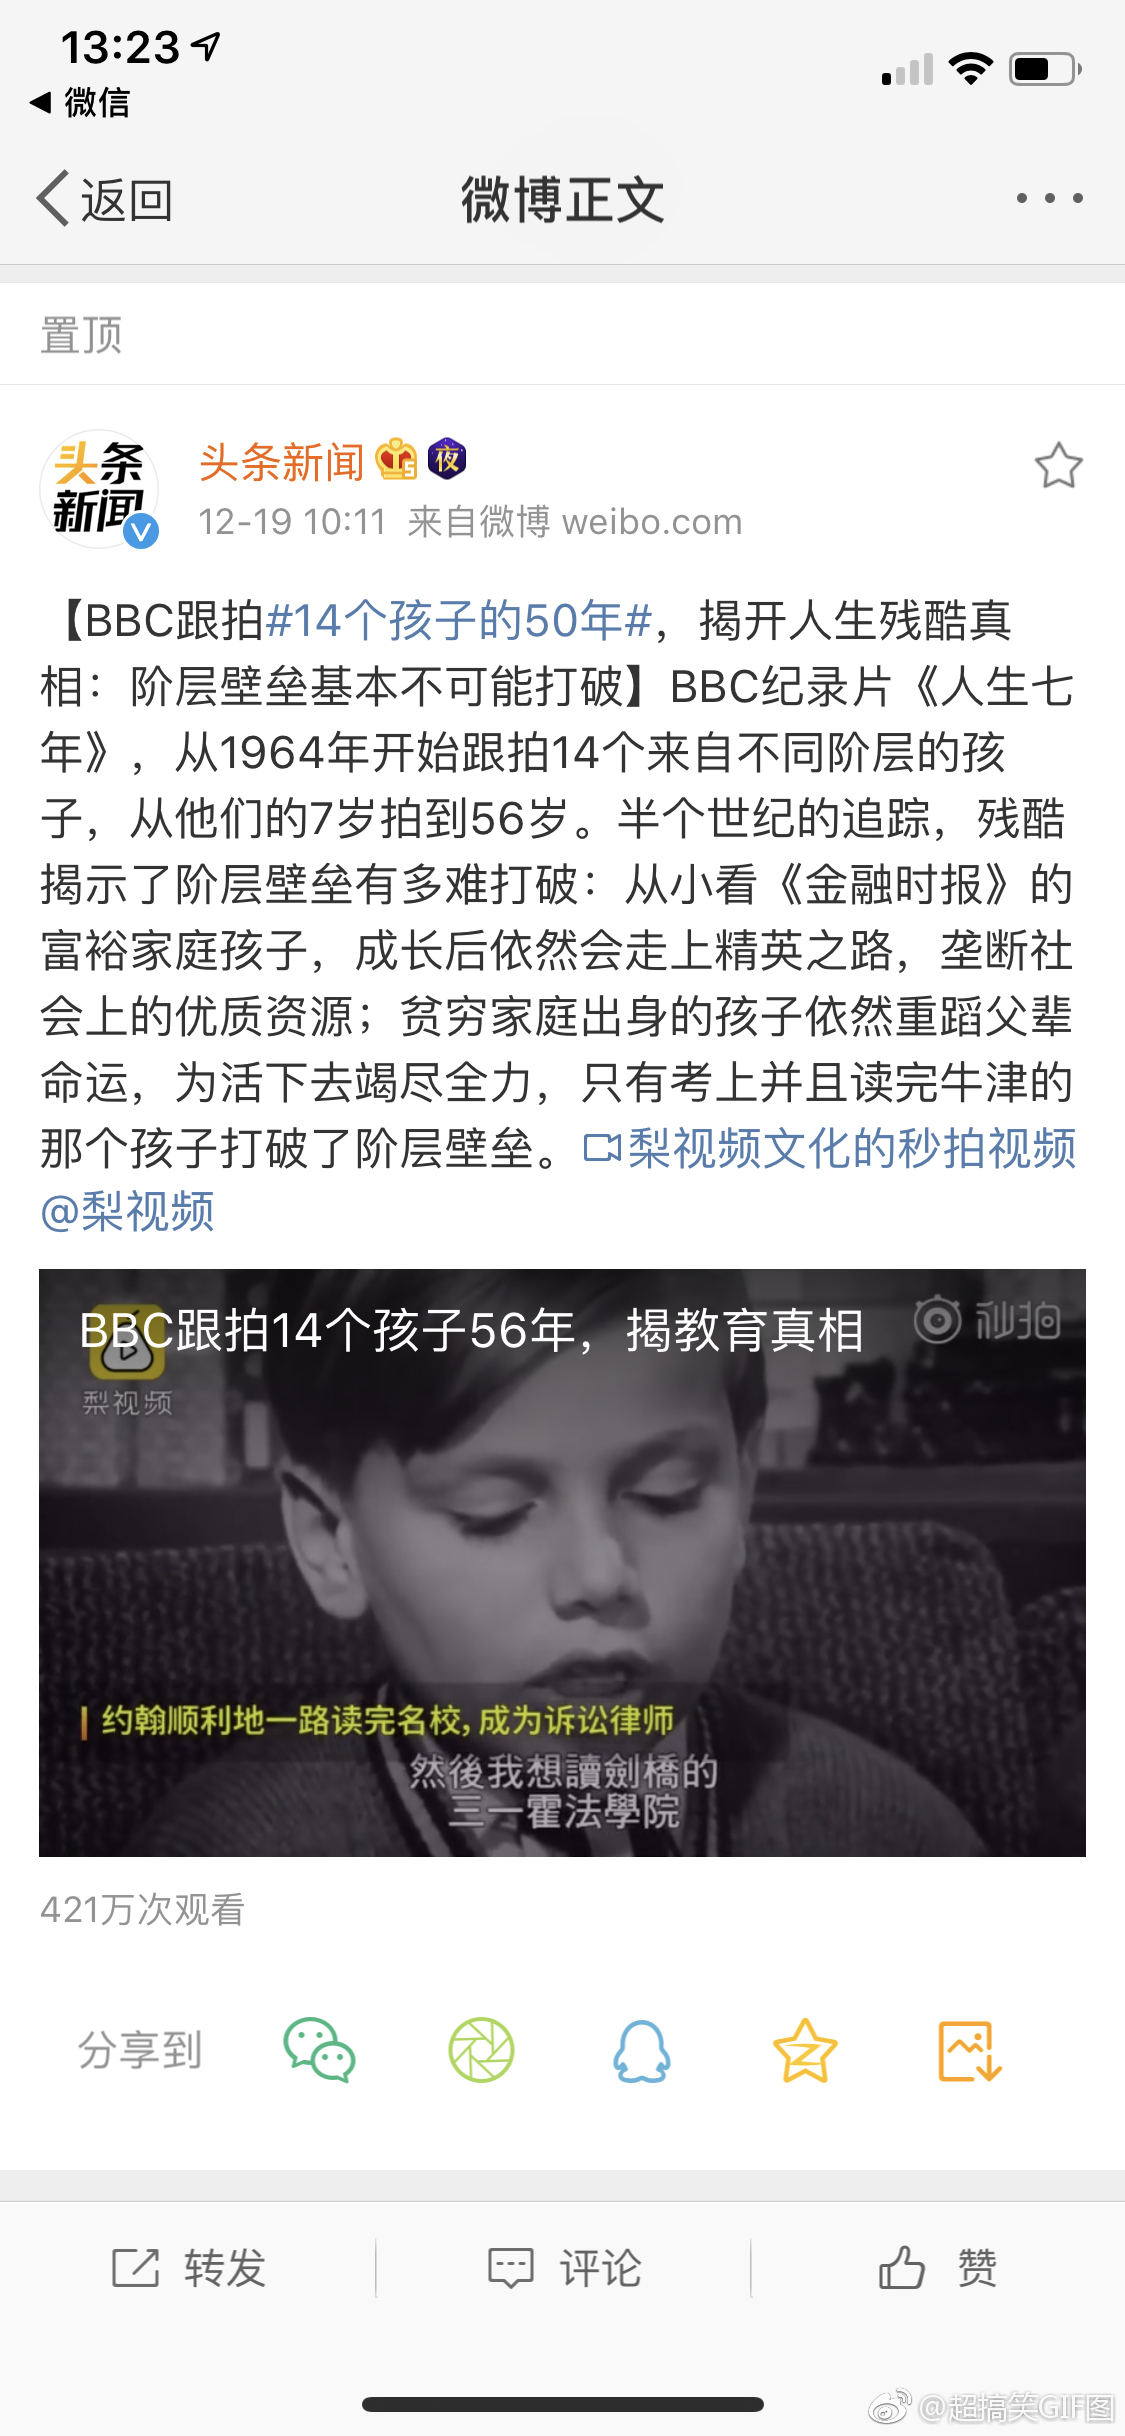 13:23
微信
返回
微博正文
置顶
头条
新闻
头条新闻
5
夜
12-19 10:11 来自微博 weibo.com
【BBC跟拍#14个孩子的50年#，揭开人生残酷真
相：阶层壁垒基本不可能打破】BBC纪录片《人生七
年》，从1964年开始跟拍14个来自不同阶层的孩
子，从他们的7岁拍到56岁。半个世纪的追踪，残酷
揭示了阶层壁垒有多难打破：从小看《金融时报》的
富裕家庭孩子，成长后依然会走上精英之路，垄断社
会上的优质资源；贫穷家庭出身的孩子依然重蹈父辈
命运，为活下去竭尽全力，只有考上并且读完牛津的
那个孩子打破了阶层壁垒。梨视频文化的秒拍视频
@梨视频
BBC跟拍14个孩子56年，揭教育真相
秒拍
梨视频
约翰顺利地一路读完名校，成为诉讼律师
然後我想讀劍橋的
三一霍法學院
421万次观看
分享到
转发
评论
赞
@超搞笑GIF图